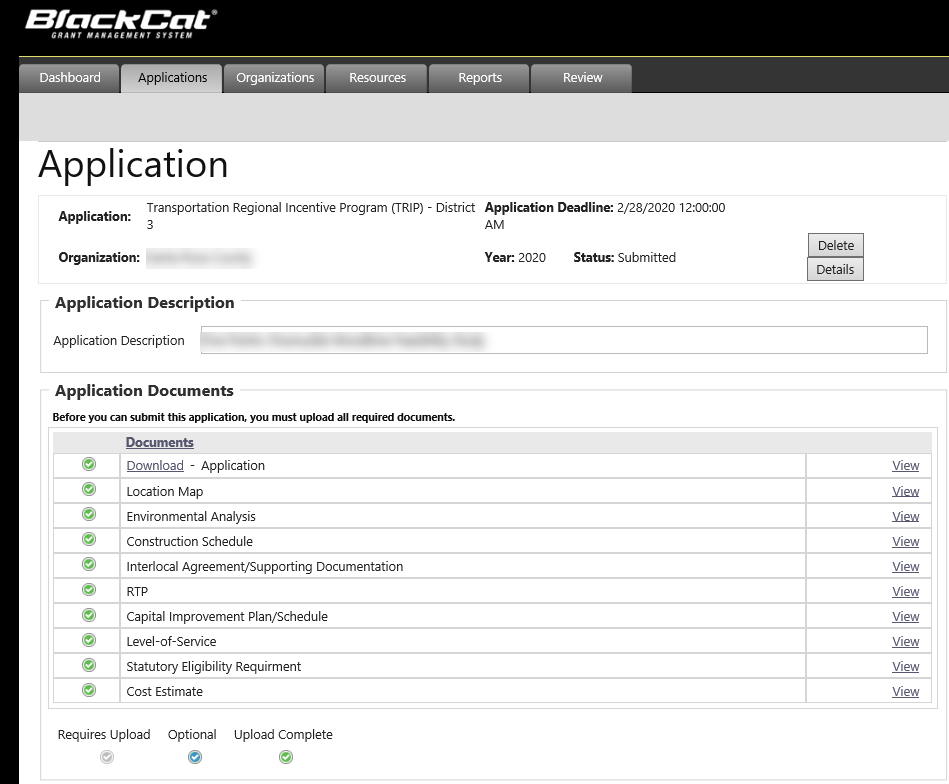 BlackCat®
GRANT MANAGEMENT SYSTEM
Dashboard Applications Organizations Resources Reports Review
Application
Application: Transportation Regional Incentive Program (TRIP) - District 3
Application Deadline: 2/28/2020 12:00:00 AM
Organization:
Year: 2020 Status: Submitted
Delete
Details
Application Description
Application Description
Application Documents
Before you can submit this application, you must upload all required documents.
Documents
Download - Application View
Location Map View
Environmental Analysis View
Construction Schedule View
Interlocal Agreement/Supporting Documentation View
RTP View
Capital Improvement Plan/Schedule View
Level-of-Service View
Statutory Eligibility Requirment View
Cost Estimate View
Requires Upload Optional Upload Complete